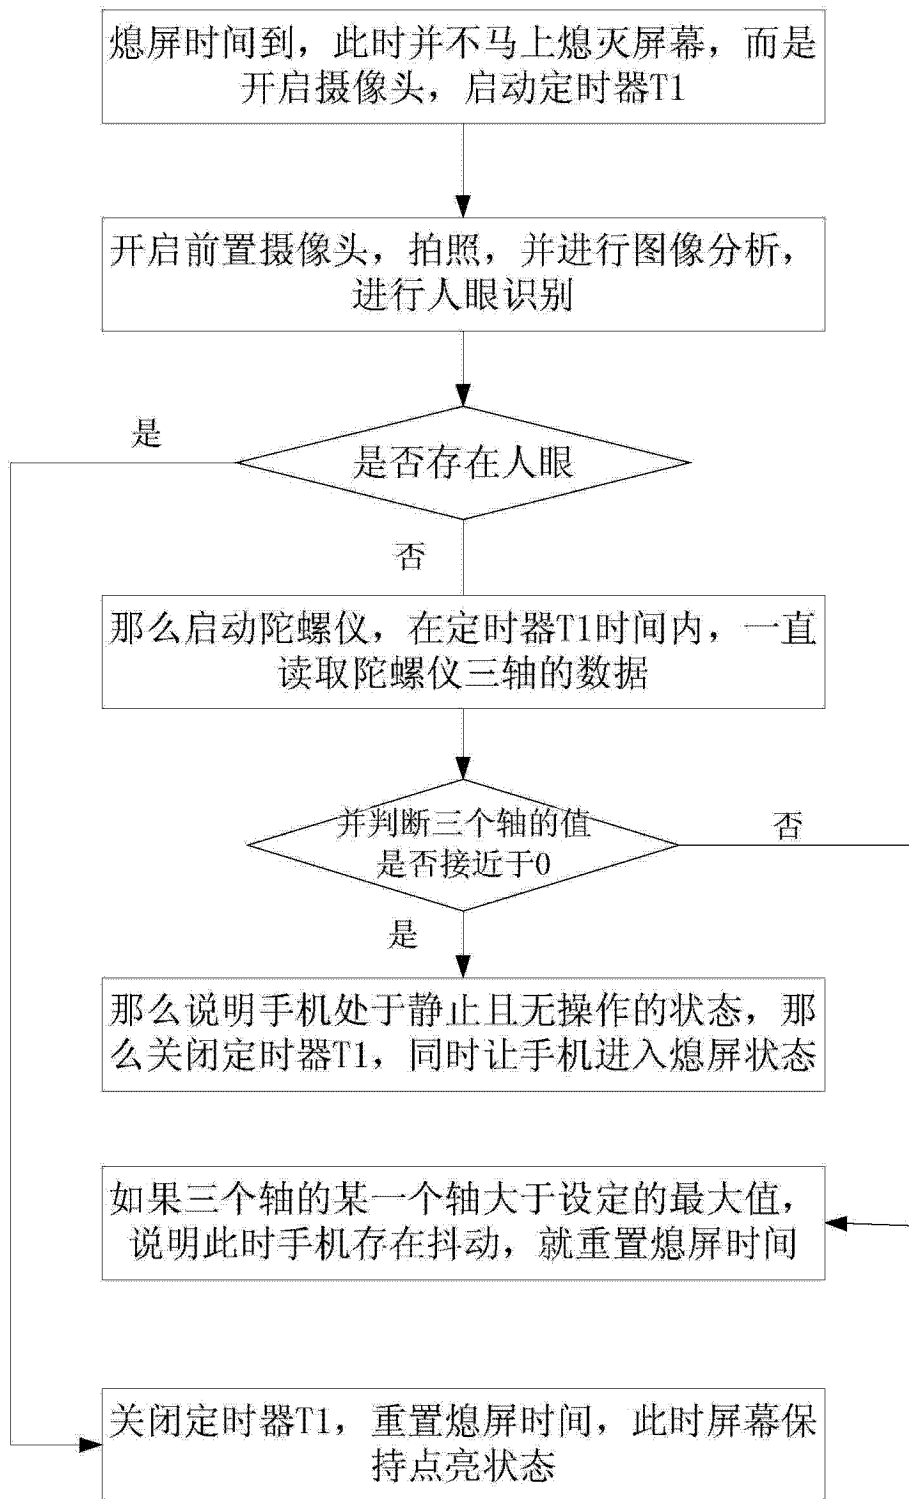 熄屏时间到，此时并不马上熄灭屏幕，而是
开启摄像头，启动定时器T1
开启前置摄像头，拍照，并进行图像分析，
进行人眼识别
是
是否存在人眼
否
那么启动陀螺仪，在定时器T1时间内，一直
读取陀螺仪三轴的数据
并判断三个轴的值
是否接近于0
否
是
那么说明手机处于静止且无操作的状态，那
么关闭定时器T1，同时让手机进入熄屏状态
如果三个轴的某一个轴大于设定的最大值，
说明此时手机存在抖动，就重置熄屏时间
关闭定时器T1，重置熄屏时间，此时屏幕保
持点亮状态